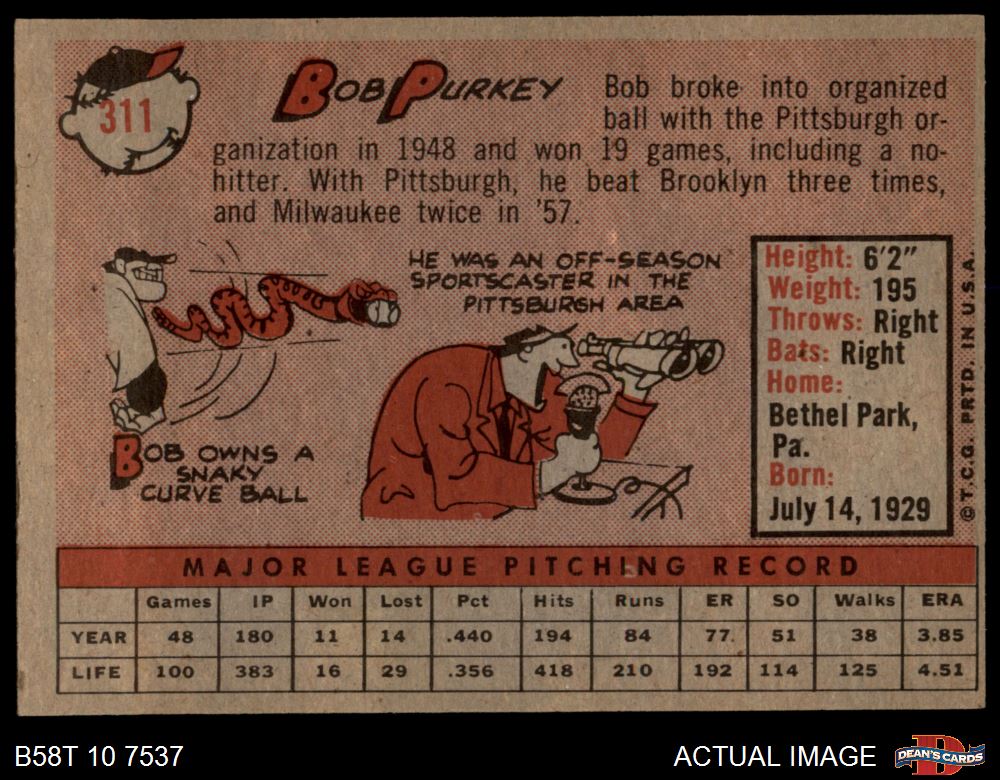 311
BOB PURKEY
Bob broke into organized
ball with the Pittsburgh or-
ganization in 1948 and won 19 games, including a no-
hitter. With Pittsburgh, he beat Brooklyn three times,
and Milwaukee twice in '57.
HE WAS AN OFF-SEASON
SPORTSCASTER IN THE
PITTSBURGH AREA
BOB OWNS A
SNAKY
CURVE BALL
Height: 6'2"
Weight: 195
Throws: Right
Bats: Right
Home:
Bethel Park,
Pa.
Born:
July 14, 1929
© T.C.G. PRTD. IN U.S.A.
MAJOR LEAGUE PITCHING RECORD
Games IP Won Lost Pct Hits Runs ER SO Walks ERA
YEAR 48 180 11 14 .440 194 84 77. 51 38 3.85
LIFE 100 383 16 29 .356 418 210 192 114 125 4.51
B58T 10 7537
ACTUAL IMAGE
D
DEAN'S CARDS